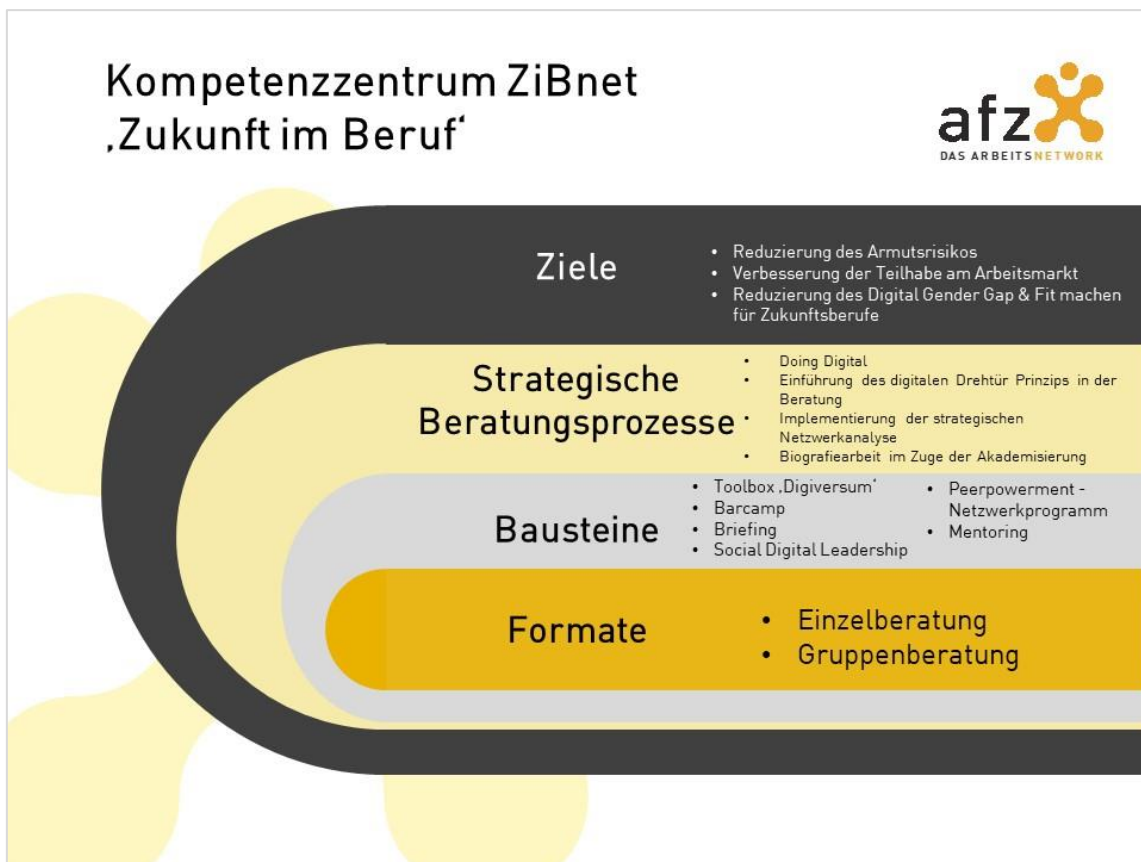 Kompetenzzentrum ZiBnet
‚Zukunft im Beruf‘
afz
DAS ARBEITSNETWORK
Ziele
• Reduzierung des Armutsrisikos
• Verbesserung der Teilhabe am Arbeitsmarkt
• Reduzierung des Digital Gender Gap & Fit machen
für Zukunftsberufe
Strategische
Beratungsprozesse
• Doing Digital
• Einführung des digitalen Drehtür Prinzips in der
Beratung
• Implementierung der strategischen
Netzwerkanalyse
• Biografiearbeit im Zuge der Akademisierung
Bausteine
• Toolbox ‚Digiversum‘
• Barcamp
• Briefing
• Social Digital Leadership
• Peerpowerment -
Netzwerkprogramm
• Mentoring
Formate
• Einzelberatung
• Gruppenberatung